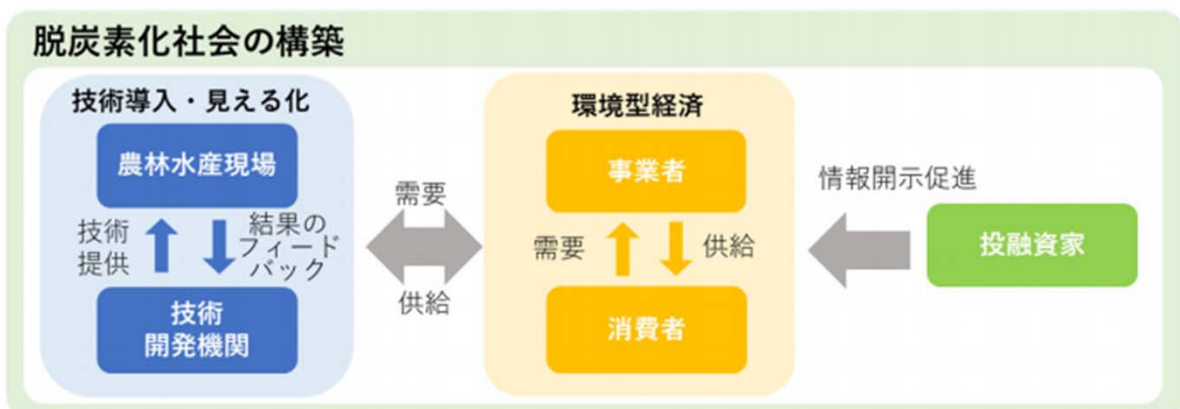 脱炭素化社会の構築
技術導入・見える化
農林水産現場
技術
提供
結果の
フィード
バック
技術
開発機関
需要
供給
環境型経済
事業者
需要
供給
消費者
情報開示促進
投融資家